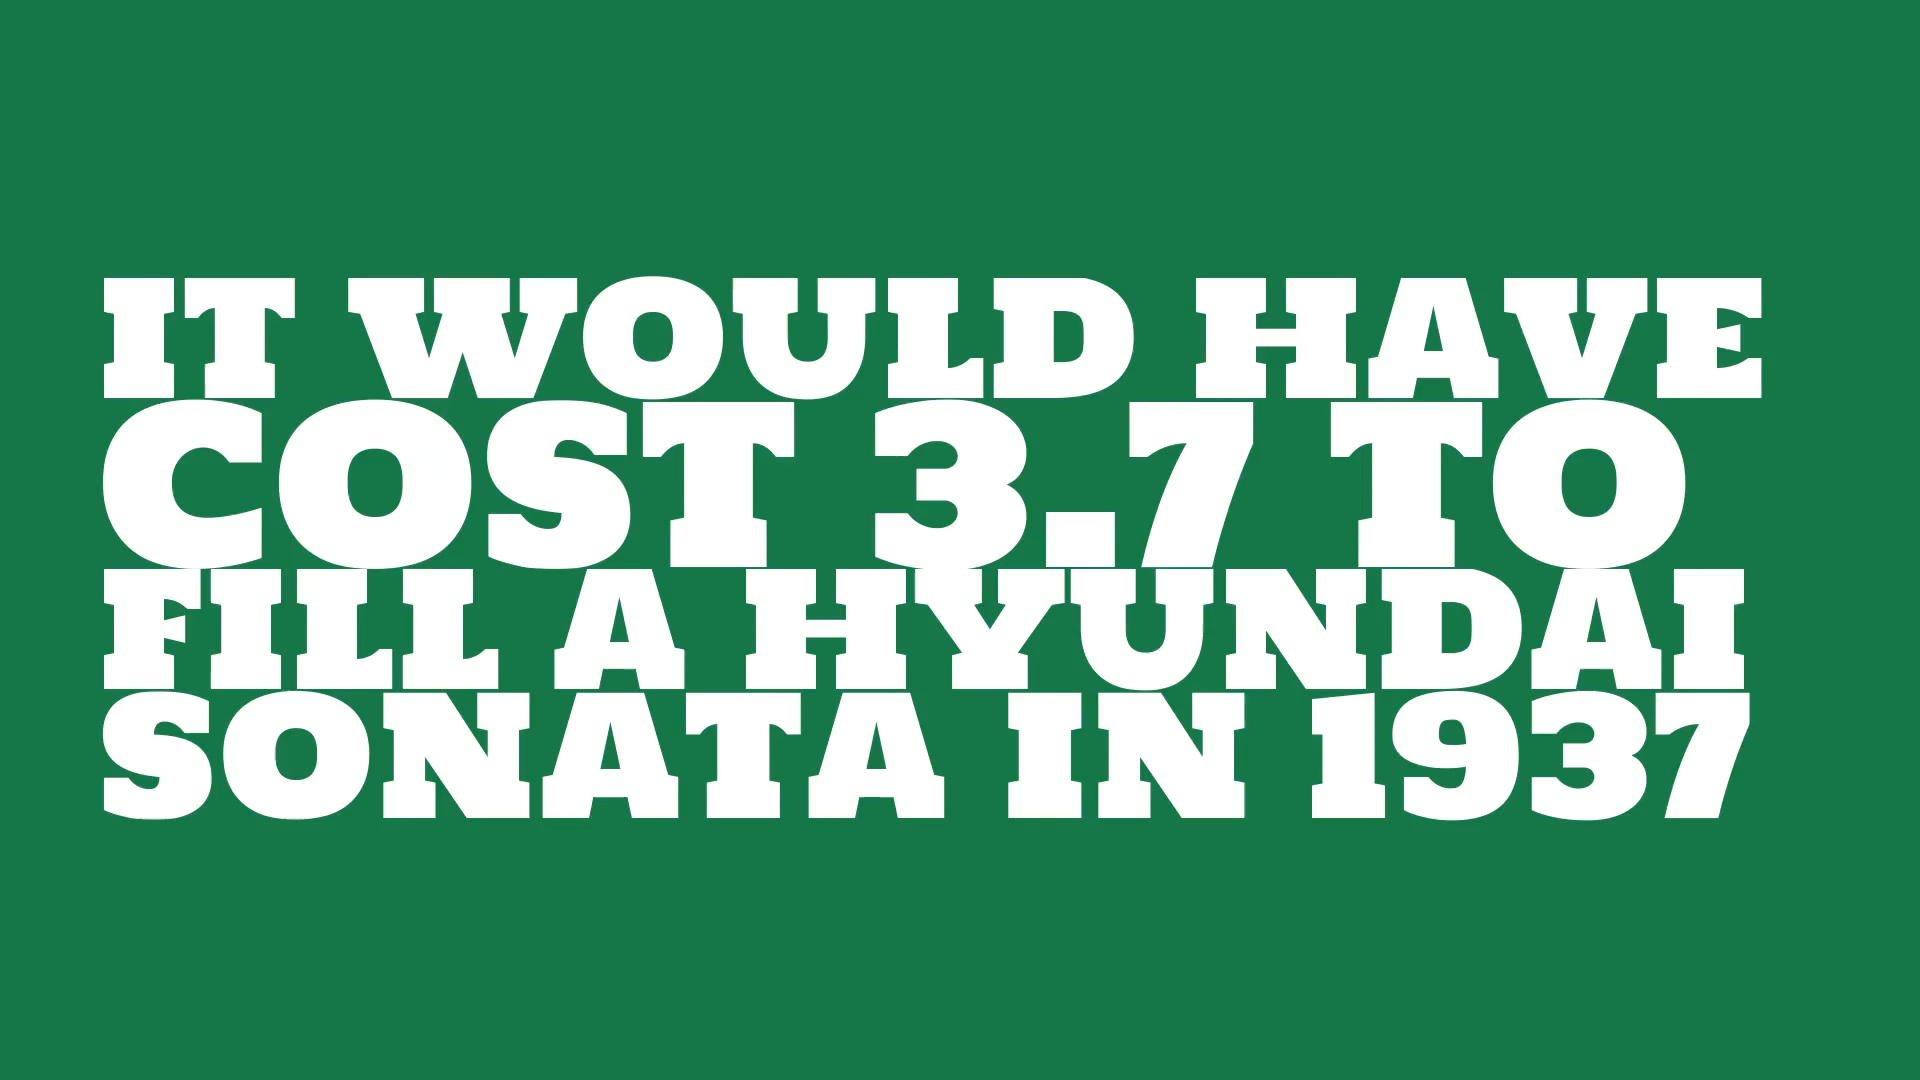 IT WOULD HAVE
COST 3.7 TO
FILL A HYUNDAI
SONATA IN 1937